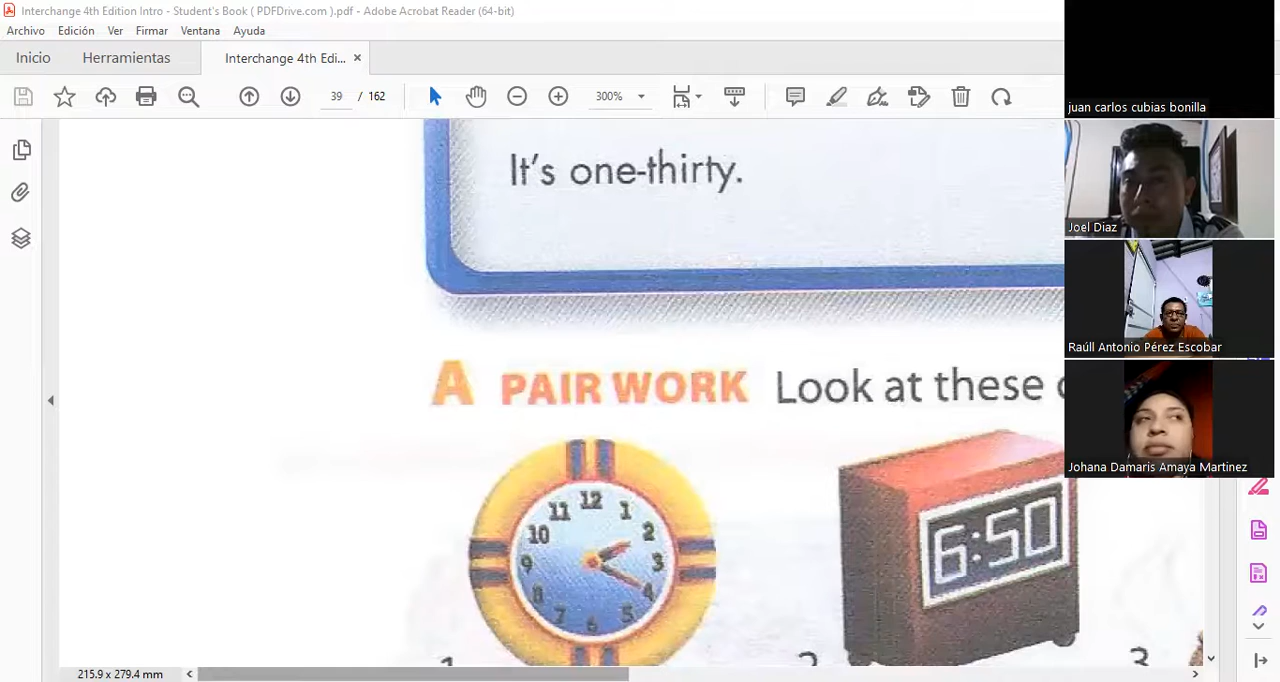 Interchange 4th Edition Intro - Student's Book ( PDFDrive.com ).pdf - Adobe Acrobat Reader (64-bit)
Archivo Edición Ver Firmar Ventana Ayuda
Inicio Herramientas Interchange 4th Edi... ×
39 / 162 300%
juan carlos cubias bonilla
It's one-thirty.
Joel Diaz
Raúll Antonio Pérez Escobar
A PAIR WORK Look at these
Johana Damaris Amaya Martinez
12
11 1
10 2
9 3
8 4
7 5
6
6:50
1 2 3
215.9 x 279.4 mm